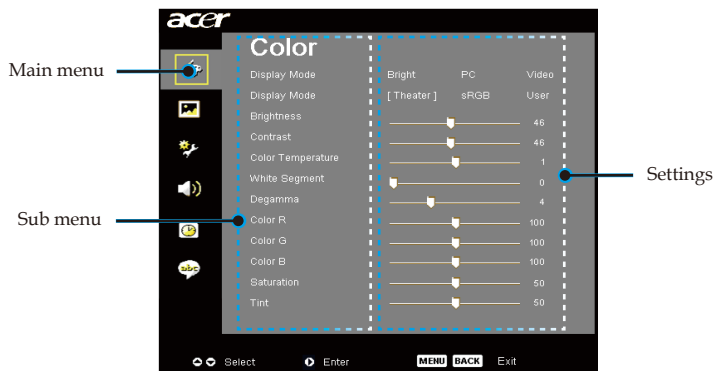 acer
Color
Main menu
Display Mode Bright PC Video
Display Mode [ Theater ] sRGB User
Brightness 46
Contrast 46
Color Temperature 1
White Segment 0
Settings
Degamma 4
Sub menu
Color R 100
Color G 100
Color B 100
abc
Saturation 50
Tint 50
Select Enter MENU BACK Exit